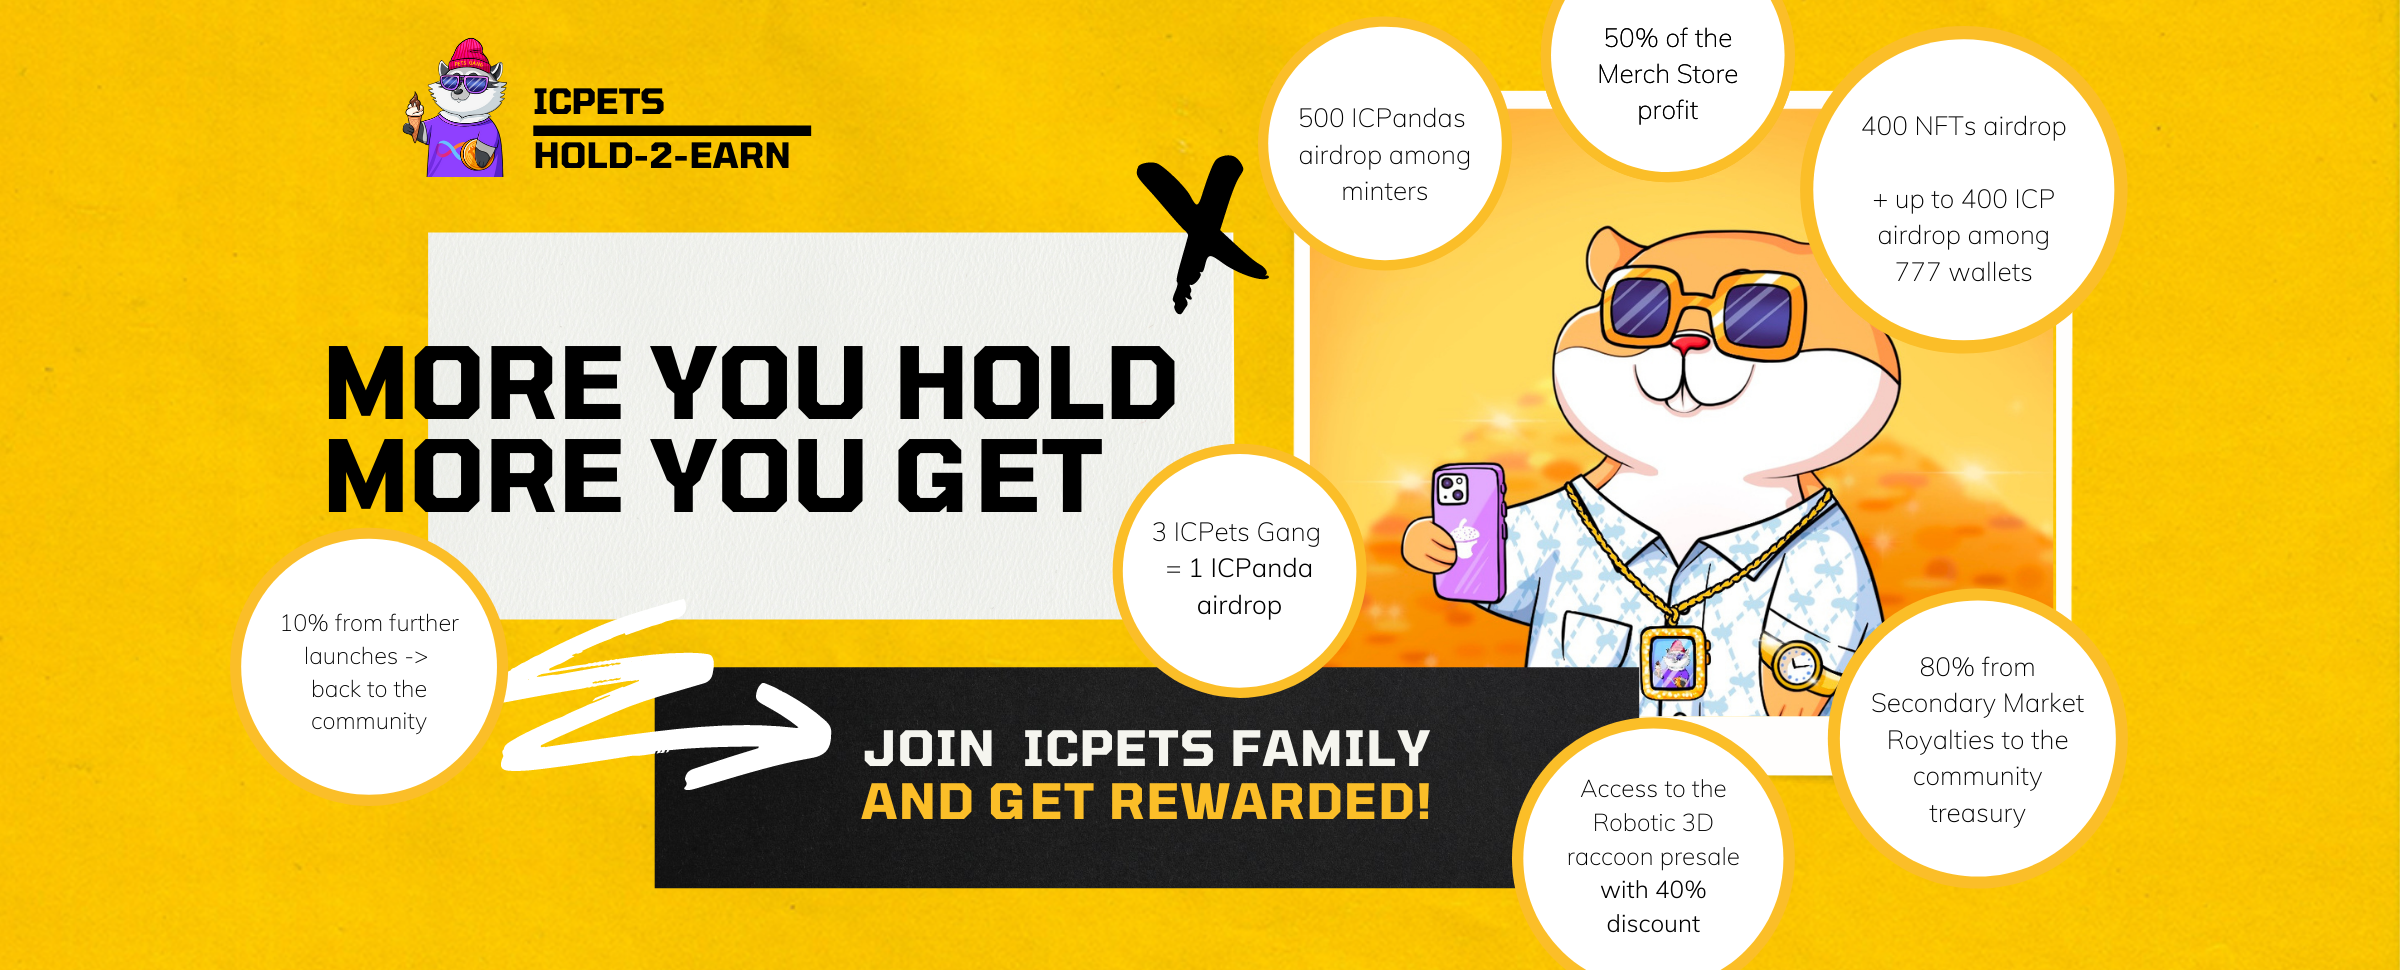 PETS GANG
ICPETS
HOLD-2-EARN
MORE YOU HOLD
MORE YOU GET
500 ICPandas
airdrop among
minters
50% of the
Merch Store
profit
400 NFTs airdrop
+ up to 400 ICP
airdrop among
777 wallets
3 ICPets Gang
= 1 ICPanda
airdrop
10% from further
launches ->
back to the
community
JOIN ICPETS FAMILY
AND GET REWARDED!
80% from
Secondary Market
Royalties to the
community
treasury
Access to the
Robotic 3D
raccoon presale
with 40%
discount